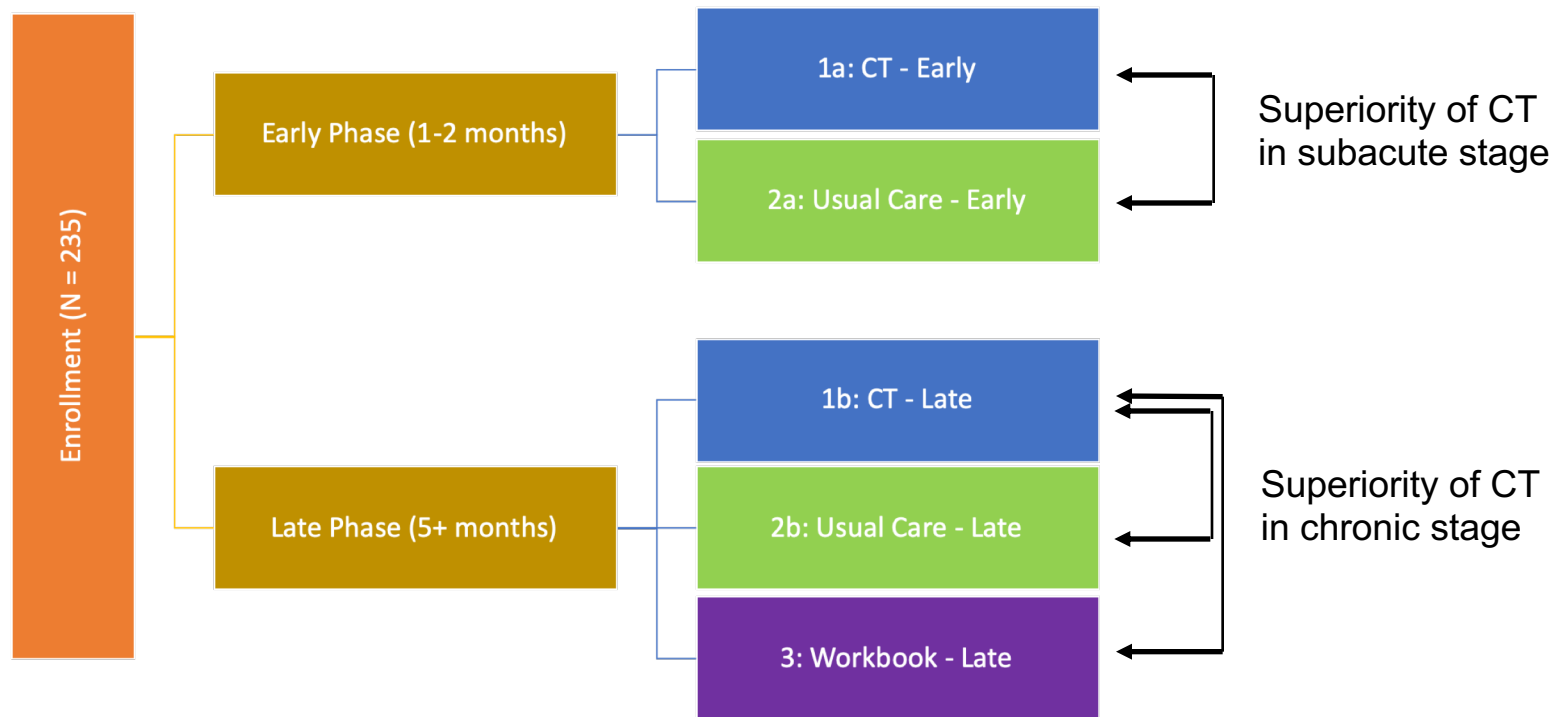 Enrollment (N = 235)
Early Phase (1-2 months)
Late Phase (5+ months)
1a: CT - Early
2a: Usual Care - Early
1b: CT - Late
2b: Usual Care - Late
3: Workbook - Late
Superiority of CT
in subacute stage
Superiority of CT
in chronic stage